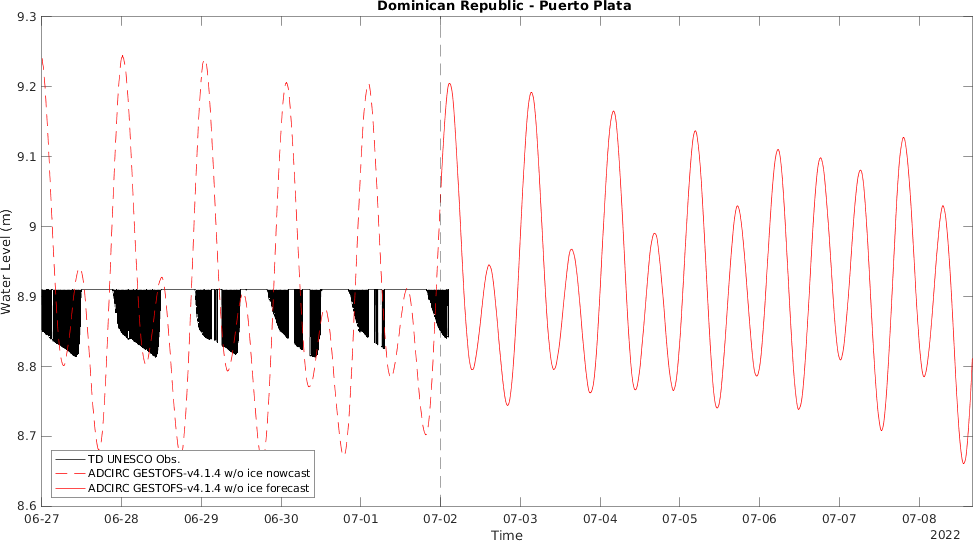 Dominican Republic - Puerto Plata
Water Level (m)
9.3
9.2
9.1
9
8.9
8.8
8.7
8.6
TD UNESCO Obs.
ADCIRC GESTOFS-v4.1.4 w/o ice nowcast
ADCIRC GESTOFS-v4.1.4 w/o ice forecast
06-27 06-28 06-29 06-30 07-01 07-02 07-03 07-04 07-05 07-06 07-07 07-08
Time
2022